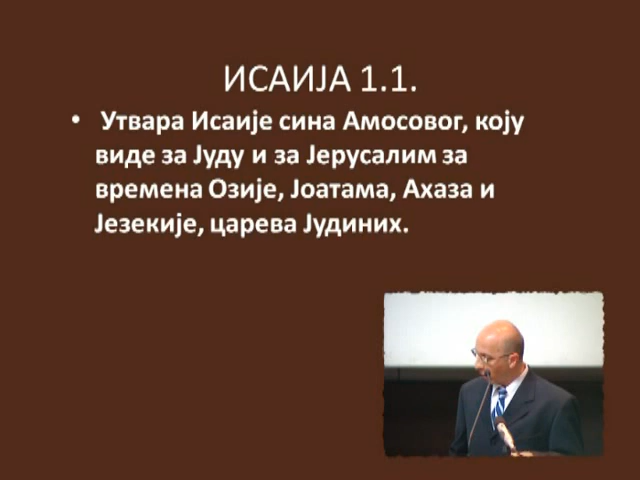 ИСАИЈА 1.1.
• Утвара Исаије сина Амосовог, коју
виде за Јуду и за Јерусалим за
времена Озије, Јоатама, Ахаза и
Језекије, царева Јудиних.